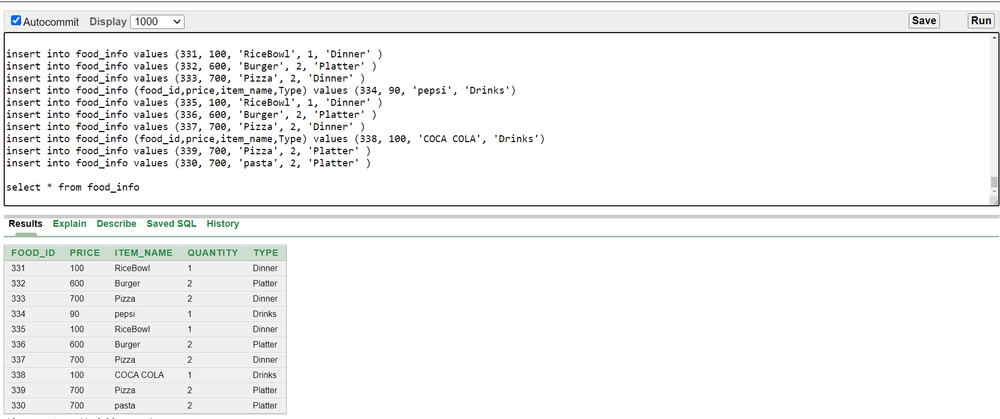 Autocommit Display 1000 Save Run
insert into food_info values (331, 100, 'RiceBowl', 1, 'Dinner' )
insert into food_info values (332, 600, 'Burger', 2, 'Platter' )
insert into food_info values (333, 700, 'Pizza', 2, 'Dinner' )
insert into food_info (food_id,price,item_name,Type) values (334, 90, 'pepsi', 'Drinks')
insert into food_info values (335, 100, 'RiceBowl', 1, 'Dinner' )
insert into food_info values (336, 600, 'Burger', 2, 'Platter' )
insert into food_info values (337, 700, 'Pizza', 2, 'Dinner' )
insert into food_info (food_id,price,item_name,Type) values (338, 100, 'COCA COLA', 'Drinks')
insert into food_info values (339, 700, 'Pizza', 2, 'Platter' )
insert into food_info values (330, 700, 'pasta', 2, 'Platter' )
select * from food_info
Results Explain Describe Saved SQL History
FOOD_ID PRICE ITEM_NAME QUANTITY TYPE
331 100 RiceBowl 1 Dinner
332 600 Burger 2 Platter
333 700 Pizza 2 Dinner
334 90 pepsi 1 Drinks
335 100 RiceBowl 1 Dinner
336 600 Burger 2 Platter
337 700 Pizza 2 Dinner
338 100 COCA COLA 1 Drinks
339 700 Pizza 2 Platter
330 700 pasta 2 Platter